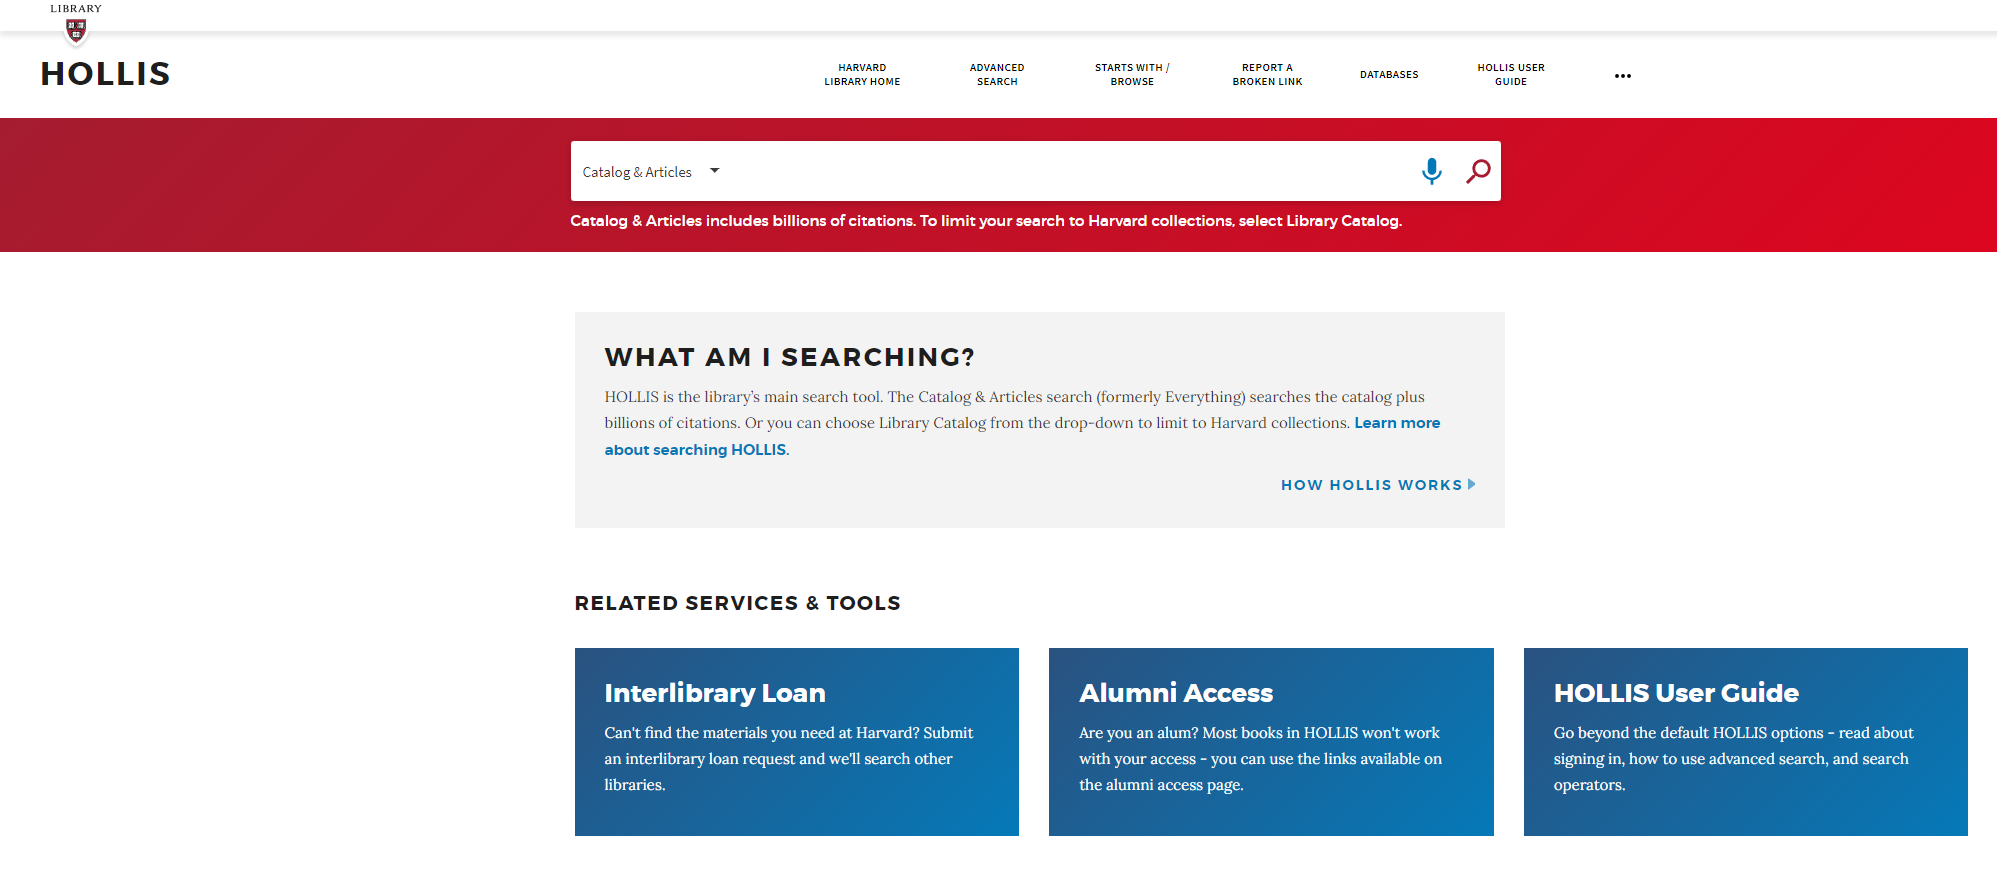 LIBRARY
HOLLIS
HARVARD
LIBRARY HOME
ADVANCED
SEARCH
STARTS WITH /
BROWSE
REPORT A
BROKEN LINK
DATABASES
HOLLIS USER
GUIDE
Catalog & Articles
Catalog & Articles includes billions of citations. To limit your search to Harvard collections, select Library Catalog.
WHAT AM I SEARCHING?
HOLLIS is the library’s main search tool. The Catalog & Articles search (formerly Everything) searches the catalog plus
billions of citations. Or you can choose Library Catalog from the drop-down to limit to Harvard collections. Learn more
about searching HOLLIS.
HOW HOLLIS WORKS
RELATED SERVICES & TOOLS
Interlibrary Loan
Can't find the materials you need at Harvard? Submit
an interlibrary loan request and we'll search other
libraries.
Alumni Access
Are you an alum? Most books in HOLLIS won't work
with your access - you can use the links available on
the alumni access page.
HOLLIS User Guide
Go beyond the default HOLLIS options - read about
signing in, how to use advanced search, and search
operators.